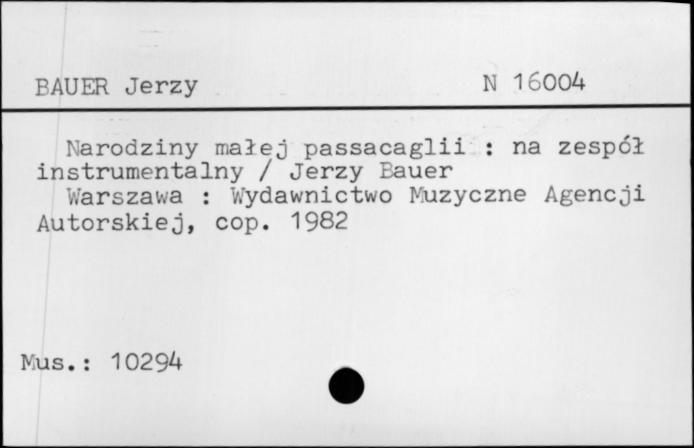 BAUER Jerzy N 16004
Narodziny małej passacaglii : na zespół
instrumentalny / Jerzy Bauer
Warszawa : Wydawnictwo Muzyczne Agencji
Autorskiej, cop. 1982
Mus.: 10294